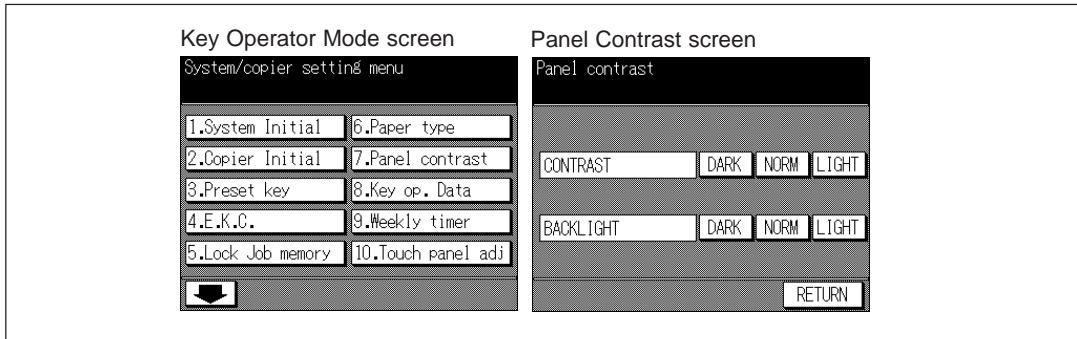 Key Operator Mode screen
System/copier setting menu
1.System Initial 6.Paper type
2.Copier Initial 7.Panel contrast
3.Preset key 8.Key op. Data
4.E.K.C. 9.Weekly timer
5.Lock Job memory 10.Touch panel adj
Panel Contrast screen
Panel contrast
CONTRAST DARK NORM LIGHT
BACKLIGHT DARK NORM LIGHT
RETURN